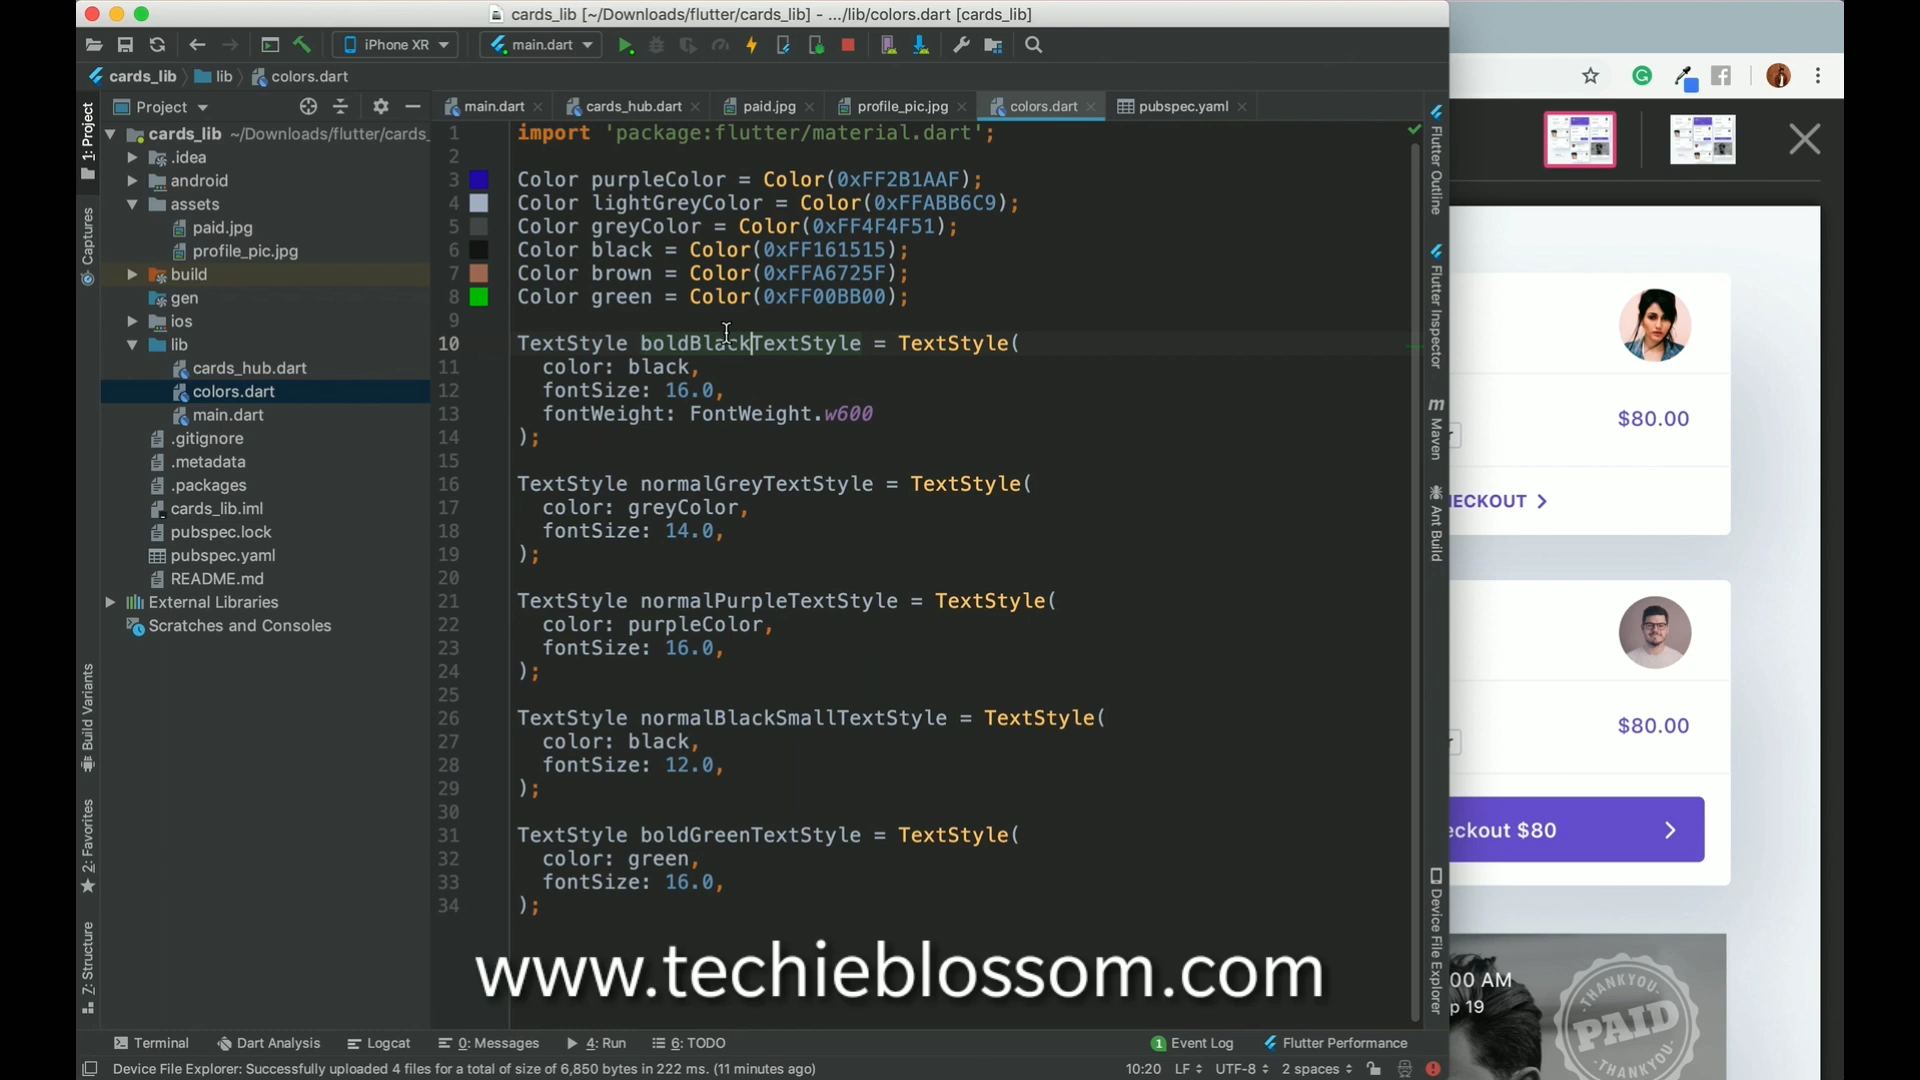 cards_lib [~/Downloads/flutter/cards_lib] - .../lib/colors.dart [cards_lib]
iPhone XR
main.dart
cards_lib
lib
colors.dart
Project
main.dart
cards_hub.dart
paid.jpg
profile_pic.jpg
colors.dart
pubspec.yaml
1: Project
Captures
Build Variants
2: Favorites
7: Structure
cards_lib ~/Downloads/flutter/cards_
.idea
android
assets
paid.jpg
profile_pic.jpg
build
gen
ios
lib
cards_hub.dart
colors.dart
main.dart
.gitignore
.metadata
.packages
cards_lib.iml
pubspec.lock
pubspec.yaml
README.md
External Libraries
Scratches and Consoles
1 import 'package:flutter/material.dart';
2
3 Color purpleColor = Color(0xFF2B1AAF);
4 Color lightGreyColor = Color(0xFFABB6C9);
5 Color greyColor = Color(0xFF4F4F51);
6 Color black = Color(0xFF161515);
7 Color brown = Color(0xFFA6725F);
8 Color green = Color(0xFF00BB00);
9
10 TextStyle boldBlackTextStyle = TextStyle(
11 color: black,
12 fontSize: 16.0,
13 fontWeight: FontWeight.w600
14 );
15
16 TextStyle normalGreyTextStyle = TextStyle(
17 color: greyColor,
18 fontSize: 14.0,
19 );
20
21 TextStyle normalPurpleTextStyle = TextStyle(
22 color: purpleColor,
23 fontSize: 16.0,
24 );
25
26 TextStyle normalBlackSmallTextStyle = TextStyle(
27 color: black,
28 fontSize: 12.0,
29 );
30
31 TextStyle boldGreenTextStyle = TextStyle(
32 color: green,
33 fontSize: 16.0,
34 );
www.techieblossom.com
Flutter Outline
Flutter Inspector
Maven
Ant Build
Device File Explorer
$80.00
ECKOUT
$80.00
eckout $80
00 AM
p 19
THANK YOU
PAID
THANK YOU
Terminal
Dart Analysis
Logcat
0: Messages
4: Run
6: TODO
1 Event Log
Flutter Performance
Device File Explorer: Successfully uploaded 4 files for a total of size of 6,850 bytes in 222 ms. (11 minutes ago)
10:20 LF UTF-8 2 spaces